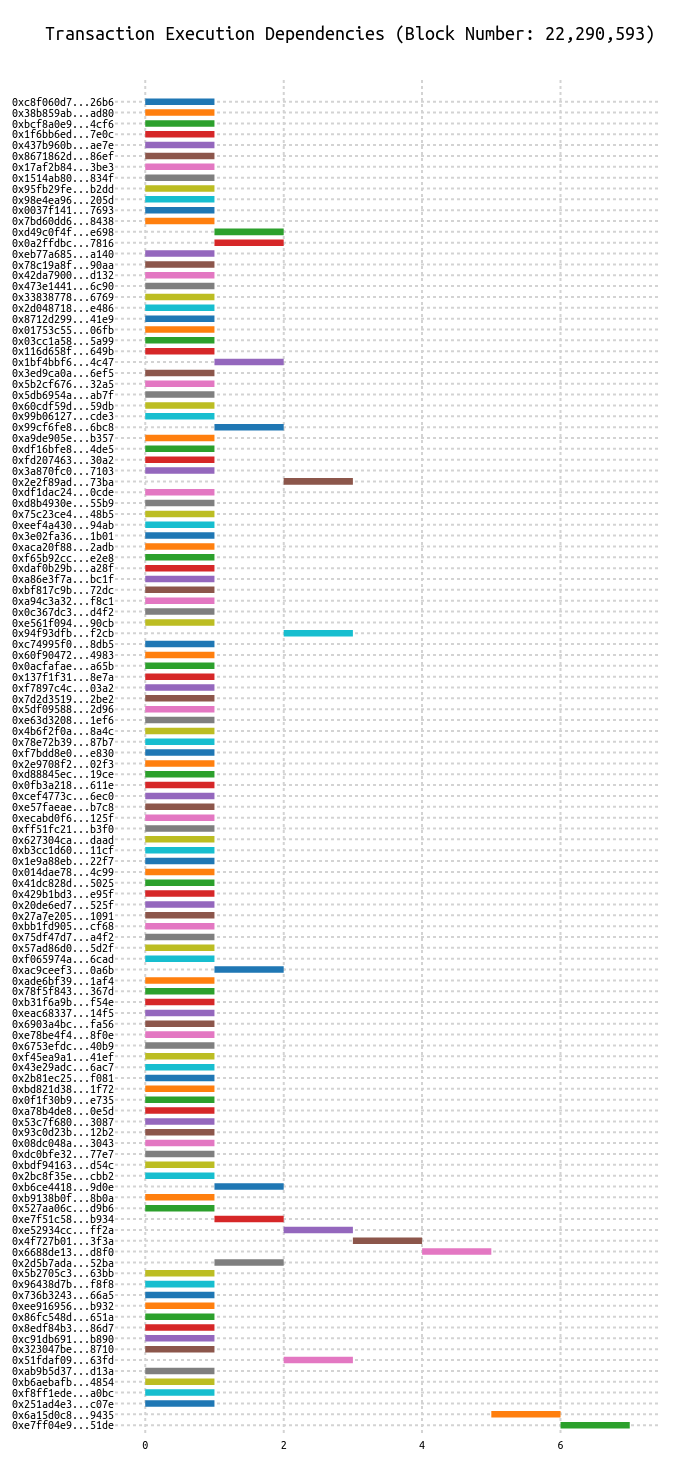 Transaction Execution Dependencies (Block Number: 22,290,593)
0xc8f060d7...26b6
0x38b859ab...ad80
0xbcf8a0e9...4cf6
0x1f6bb6ed...7e0c
0x437b960b...ae7e
0x8671862d...86ef
0x17af2b84...3be3
0x1514ab80...834f
0x95fb29fe...b2dd
0x98e4ea96...205d
0x0037f141...7693
0x7bd60dd6...8438
0xd49c0f4f...e698
0x0a2ffdbc...7816
0xeb77a685...a140
0x78c19a8f...90aa
0x42da7900...d132
0x473e1441...6c90
0x33838778...6769
0x2d048718...e486
0x8712d299...41e9
0x01753c55...06fb
0x03cc1a58...5a99
0x116d658f...649b
0x1bf4bbf6...4c47
0x3ed9ca0a...6ef5
0x5b2cf676...32a5
0x5db6954a...ab7f
0x60cdf59d...59db
0x99b06127...cde3
0x99cf6fe8...6bc8
0xa9de905e...b357
0xdf16bfe8...4de5
0xfd207463...30a2
0x3a870fc0...7103
0x2e2f89ad...73ba
0xdf1dac24...0cde
0xd8b4930e...55b9
0x75c23ce4...48b5
0xeef4a430...94ab
0x3e02fa36...1b01
0xaca20f88...2adb
0xf65b92cc...e2e8
0xdaf0b29b...a28f
0xa86e3f7a...bc1f
0xbf817c9b...72dc
0xa94c3a32...f8c1
0x0c367dc3...d4f2
0xe561f094...90cb
0x94f93dfb...f2cb
0xc74995f0...8db5
0x60f90472...4983
0x0acfafae...a65b
0x137f1f31...8e7a
0xf7897c4c...03a2
0x7d2d3519...2be2
0x5df09588...2d96
0xe63d3208...1ef6
0x4b6f2f0a...8a4c
0x78e72b39...87b7
0xf7bdd8e0...e830
0x2e9708f2...02f3
0xd88845ec...19ce
0x0fb3a218...611e
0xcef4773c...6ec0
0xe57faeae...b7c8
0xecabd0f6...125f
0xff51fc21...b3f0
0x627304ca...daad
0xb3cc1d60...11cf
0x1e9a88eb...22f7
0x014dae78...4c99
0x41dc828d...5025
0x429b1bd3...e95f
0x20de6ed7...525f
0x27a7e205...1091
0xbb1fd905...cf68
0x75df47d7...a4f2
0x57ad86d0...5d2f
0xf065974a...6cad
0xac9ceef3...0a6b
0xade6bf39...1af4
0x78f5f843...367d
0xb31f6a9b...f54e
0xeac68337...14f5
0x6903a4bc...fa56
0xe78be4f4...8f0e
0x6753efdc...40b9
0xf45ea9a1...41ef
0x43e29adc...6ac7
0x2b81ec25...f081
0xbd821d38...1f72
0x0f1f30b9...e735
0xa78b4de8...0e5d
0x53c7f680...3087
0x93c0d23b...12b2
0x08dc048a...3043
0xdc0bfe32...77e7
0xbdf94163...d54c
0x2bc8f35e...cbb2
0xb6ce4418...9d0e
0xb9138b0f...8b0a
0x527aa06c...d9b6
0xe7f51c58...b934
0xe52934cc...ff2a
0x4f727b01...3f3a
0x6688de13...d8f0
0x2d5b7ada...52ba
0x5b2705c3...63bb
0x96438d7b...f8f8
0x736b3243...66a5
0xee916956...b932
0x86fc548d...651a
0x8edf84b3...86d7
0xc91db691...b890
0x323047be...8710
0x51fdaf09...63fd
0xab9b5d37...d13a
0xb6aebafb...4854
0xf8ff1ede...a0bc
0x251ad4e3...c07e
0x6a15d0c8...9435
0xe7ff04e9...51de
0 2 4 6